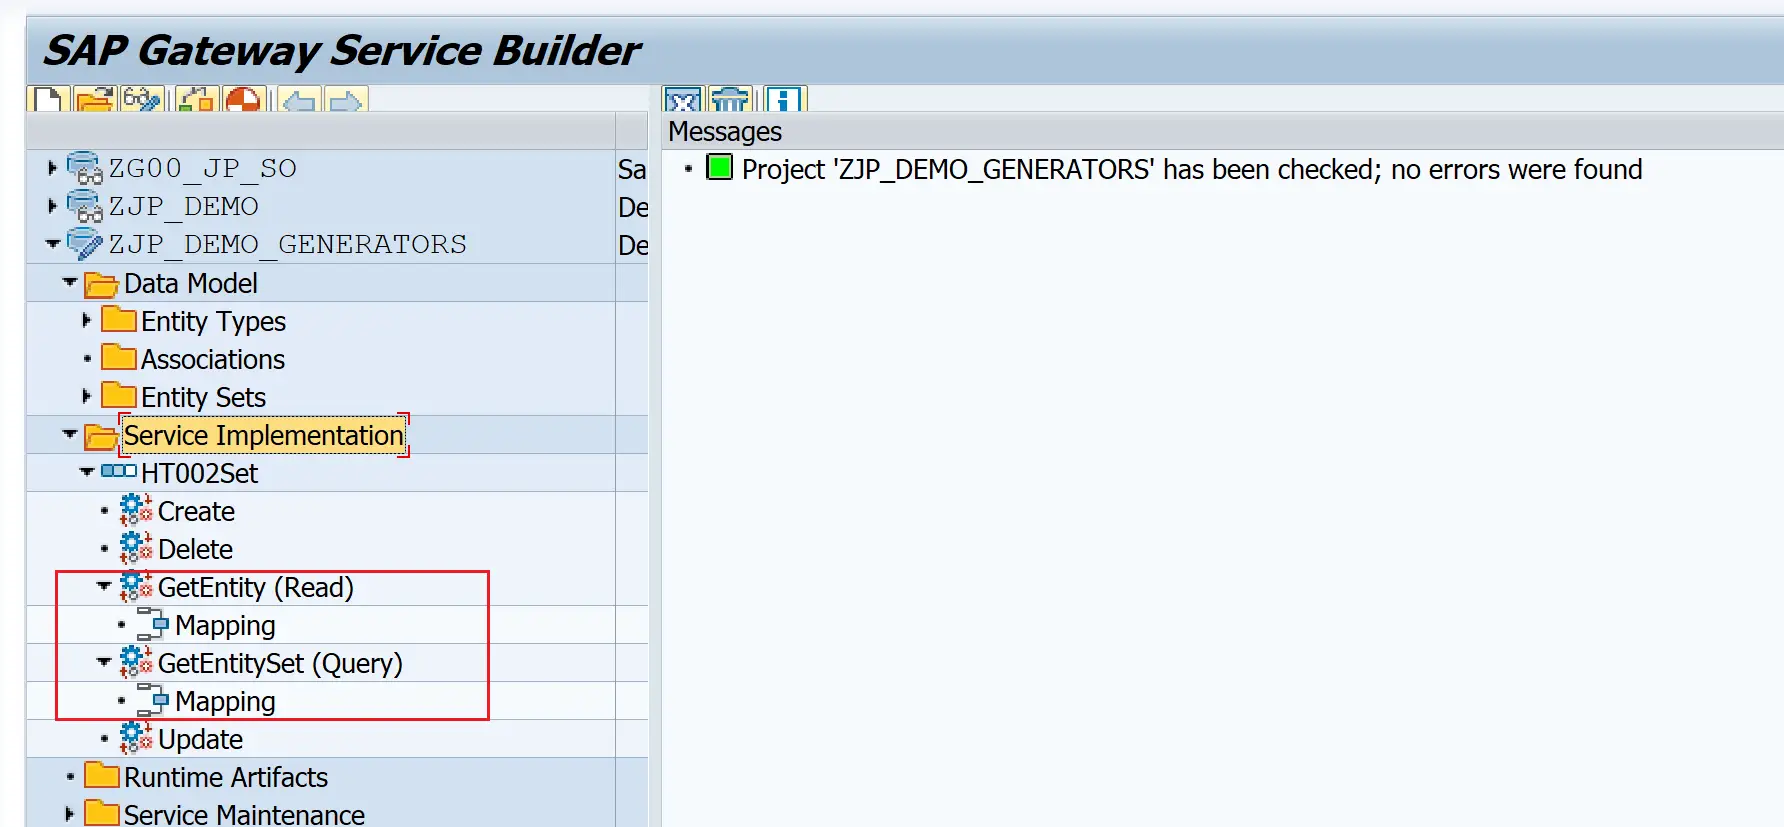 SAP Gateway Service Builder
Messages
ZG00_JP_SO Sa
Project 'ZJP_DEMO_GENERATORS' has been checked; no errors were found
ZJP_DEMO De
ZJP_DEMO_GENERATORS De
Data Model
Entity Types
Associations
Entity Sets
Service Implementation
HT002Set
Create
Delete
GetEntity (Read)
Mapping
GetEntitySet (Query)
Mapping
Update
Runtime Artifacts
Service Maintenance